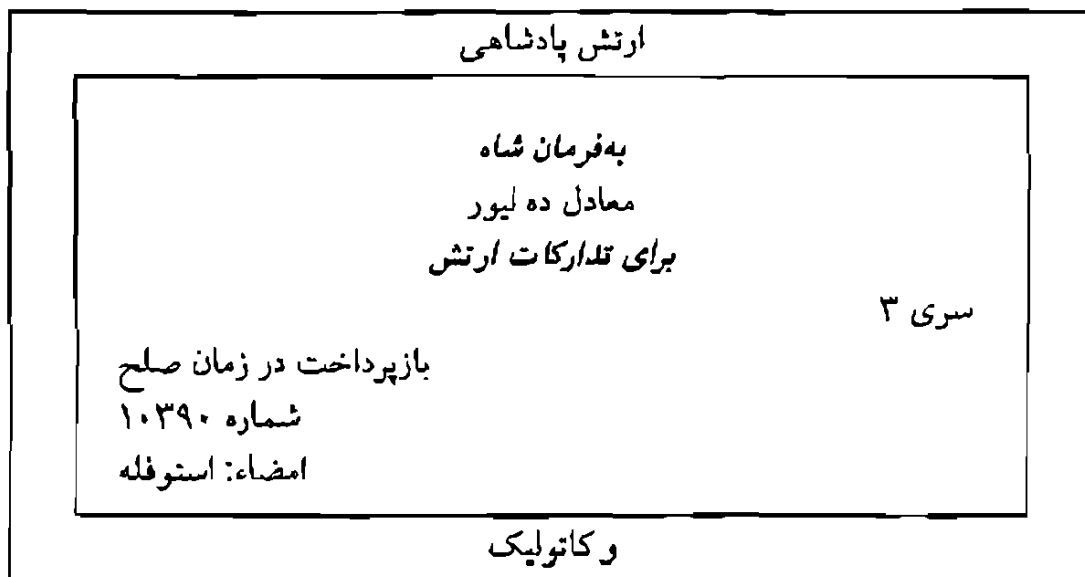 ارتش پادشاهی
به‌فرمان شاه
معادل ده لیور
برای تدارکات ارتش
سری ۳
بازپرداخت در زمان صلح
شماره ۱۰۳۹۰
امضاء: استوفله
و کاتولیک